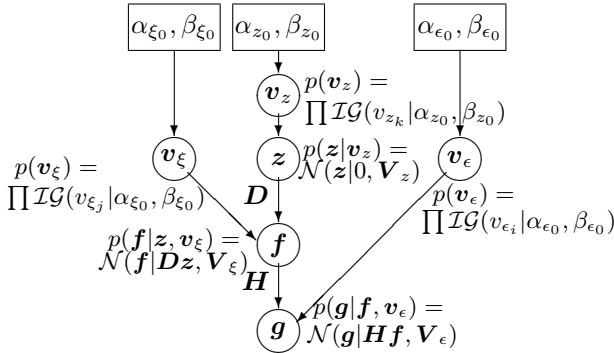 α_{ξ_0}, β_{ξ_0} α_{z_0}, β_{z_0} α_{ϵ_0}, β_{ϵ_0}
𝒗_z
p(𝒗_z) =
∏ ℐ𝒢(v_{z_k}|α_{z_0}, β_{z_0})
𝒗_ξ
p(𝒗_ξ) =
∏ ℐ𝒢(v_{ξ_j}|α_{ξ_0}, β_{ξ_0})
𝒛
p(𝒛|𝒗_z) =
𝒩(𝒛|0, 𝑽_z)
𝒗_ϵ
p(𝒗_ϵ) =
∏ ℐ𝒢(v_{ϵ_i}|α_{ϵ_0}, β_{ϵ_0})
𝑫
𝒇
p(𝒇|𝒛, 𝒗_ξ) =
𝒩(𝒇|𝑫𝒛, 𝑽_ξ)
𝑯
𝒈
p(𝒈|𝒇, 𝒗_ϵ) =
𝒩(𝒈|𝑯𝒇, 𝑽_ϵ)